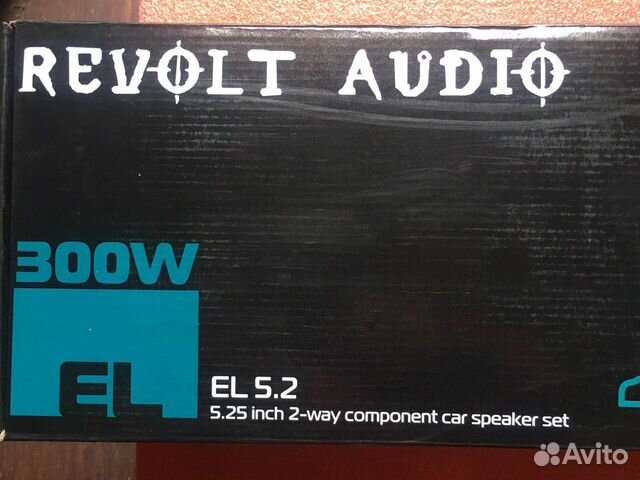 REVOLT AUDIO
300W
EL
EL 5.2
5.25 inch 2-way component car speaker set
Avito